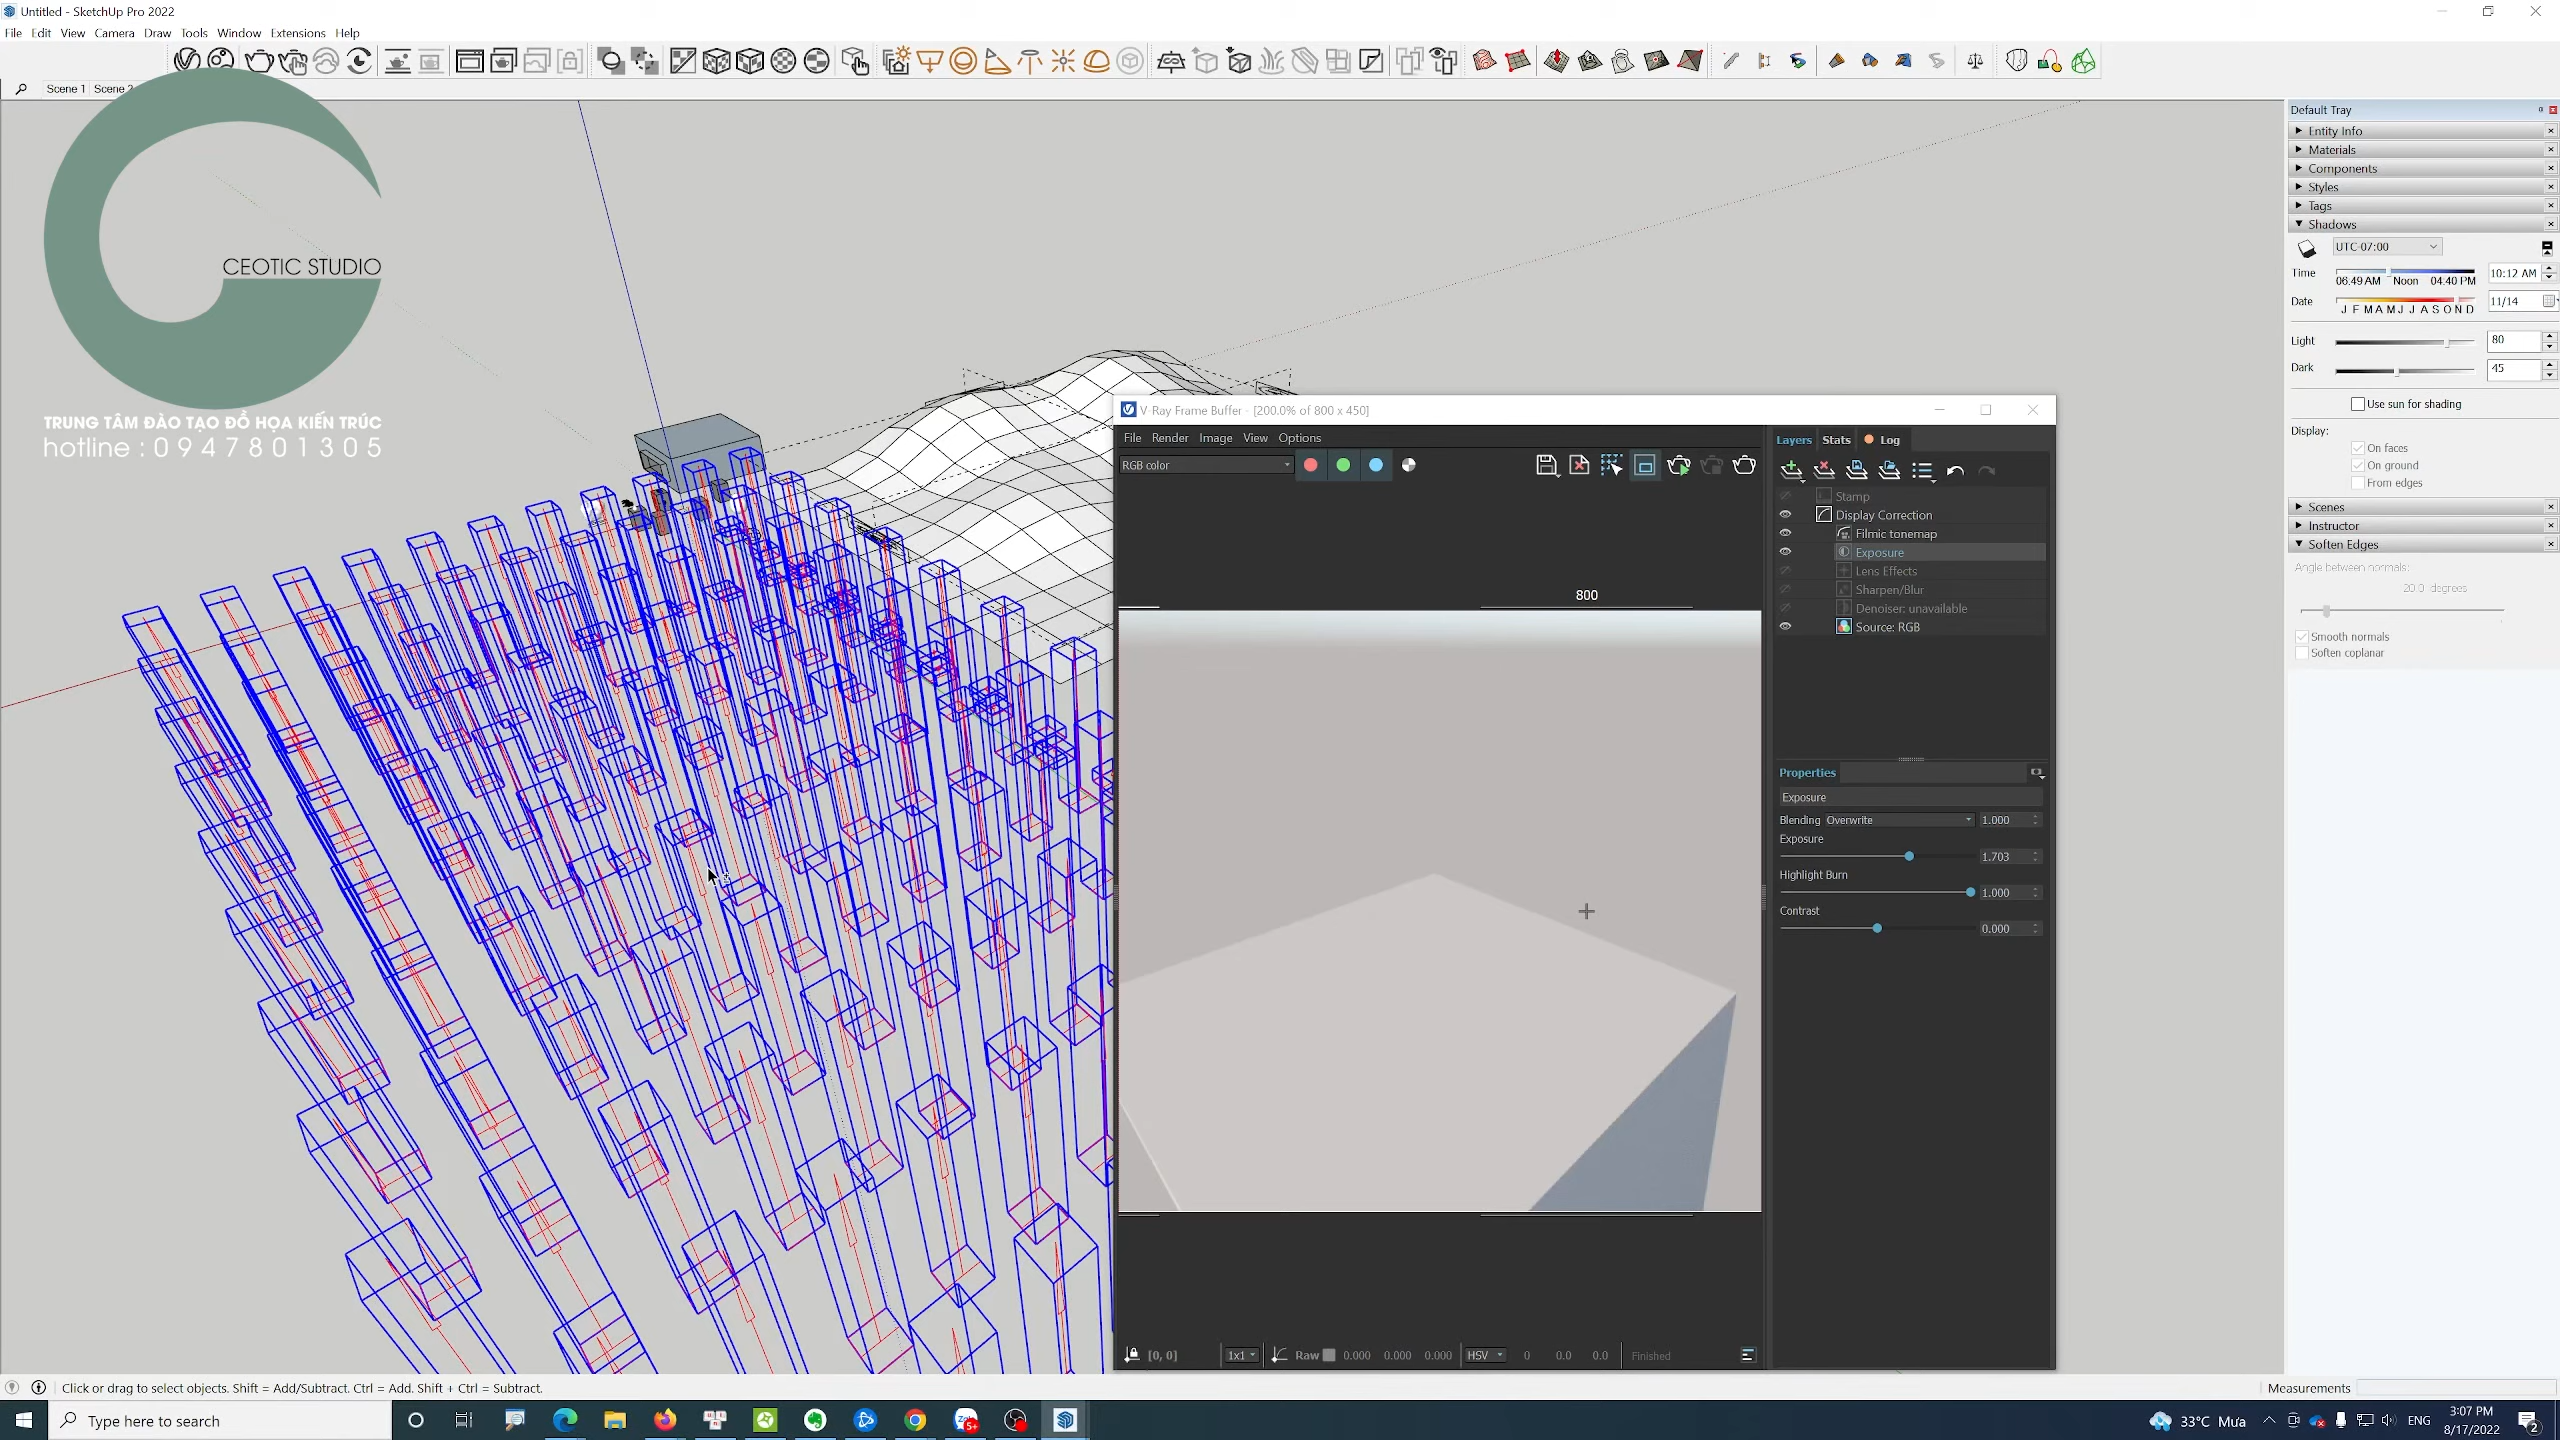 Untitled - SketchUp Pro 2022
File Edit View Camera Draw Tools Window Extensions Help
Scene 1 Scene 2
CEOTIC STUDIO
TRUNG TÂM ĐÀO TẠO ĐỒ HỌA KIẾN TRÚC
hotline : 0947801305
V-Ray Frame Buffer - [200.0% of 800 x 450]
File Render Image View Options
RGB color
800
[0, 0]
1x1
Raw 0.000 0.000 0.000
HSV 0 0.0 0.0
Finished
Layers Stats Log
Stamp
Display Correction
Filmic tonemap
Exposure
Lens Effects
Sharpen/Blur
Denoiser: unavailable
Source: RGB
Properties
Exposure
Blending Overwrite 1.000
Exposure
1.703
Highlight Burn
1.000
Contrast
0.000
Default Tray
Entity Info
Materials
Components
Styles
Tags
Shadows
UTC-07:00
Time 10:12 AM
06:49 AM Noon 04:40 PM
Date 11/14
J F M A M J J A S O N D
Light 80
Dark 45
Use sun for shading
Display:
On faces
On ground
From edges
Scenes
Instructor
Soften Edges
Angle between normals:
20.0 degrees
Smooth normals
Soften coplanar
Click or drag to select objects. Shift = Add/Subtract. Ctrl = Add. Shift + Ctrl = Subtract.
Measurements
Type here to search
5+
33°C Mưa
ENG
3:07 PM
8/17/2022
2